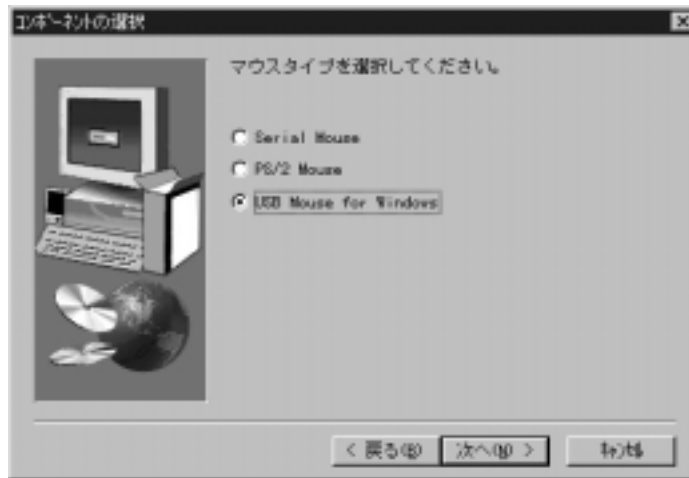 コンポーネントの選択
マウスタイプを選択してください。
Serial Mouse
PS/2 Mouse
USB Mouse for Windows
< 戻る(B)
次へ(N) >
キャンセル